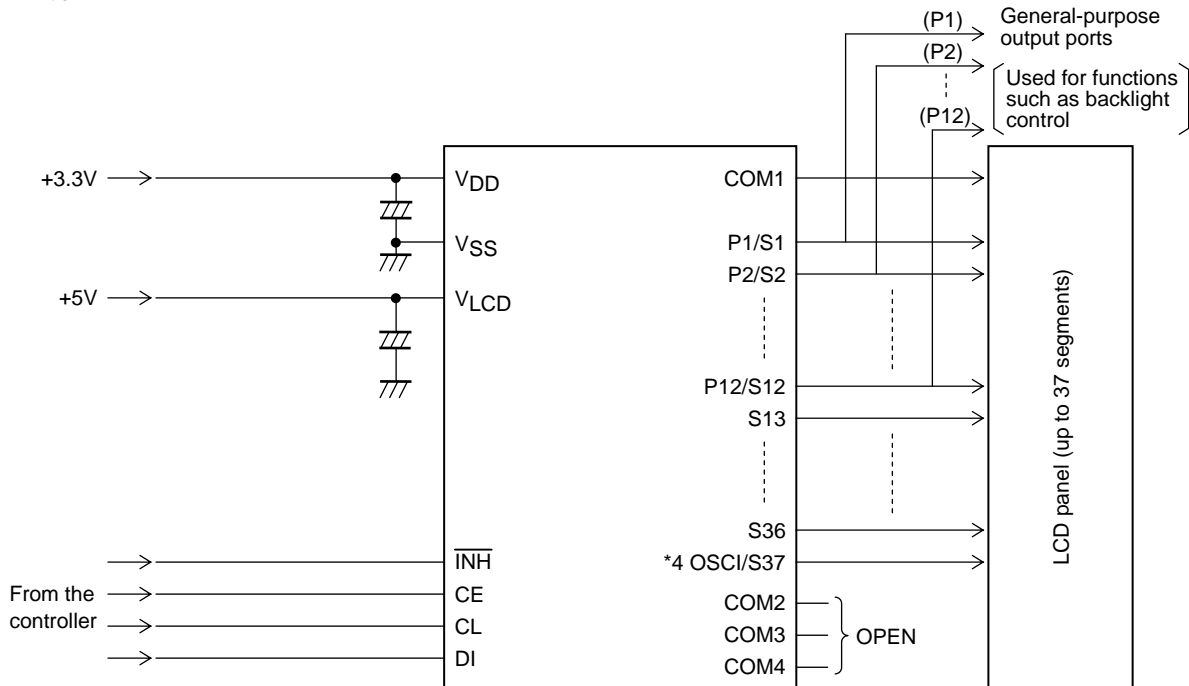 (P1)
General-purpose
output ports
(P2)
Used for functions
such as backlight
control
(P12)
+3.3V
VDD
COM1
VSS
P1/S1
P2/S2
+5V
VLCD
P12/S12
S13
LCD panel (up to 37 segments)
S36
INH
*4 OSCI/S37
From the
controller
CE
CL
DI
COM2
COM3
COM4
OPEN